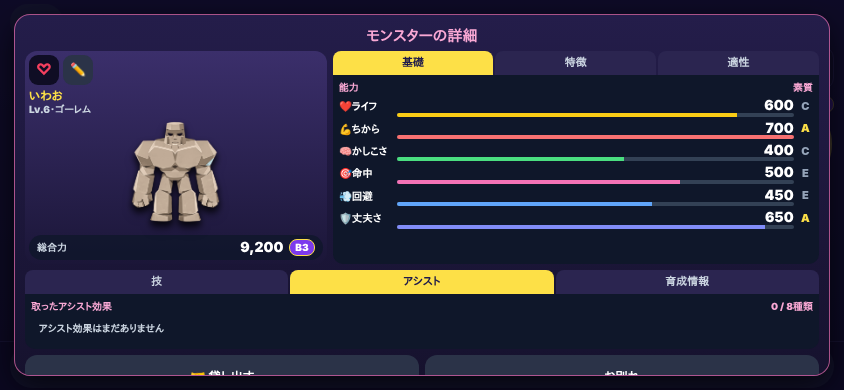 モンスターの詳細
いわお
Lv.6・ゴーレム
総合力 9,200 B3
基礎 特徴 適性
能力 素質
ライフ 600 C
ちから 700 A
かしこさ 400 C
命中 500 E
回避 450 E
丈夫さ 650 A
技 アシスト 育成情報
取ったアシスト効果 0 / 8種類
アシスト効果はまだありません